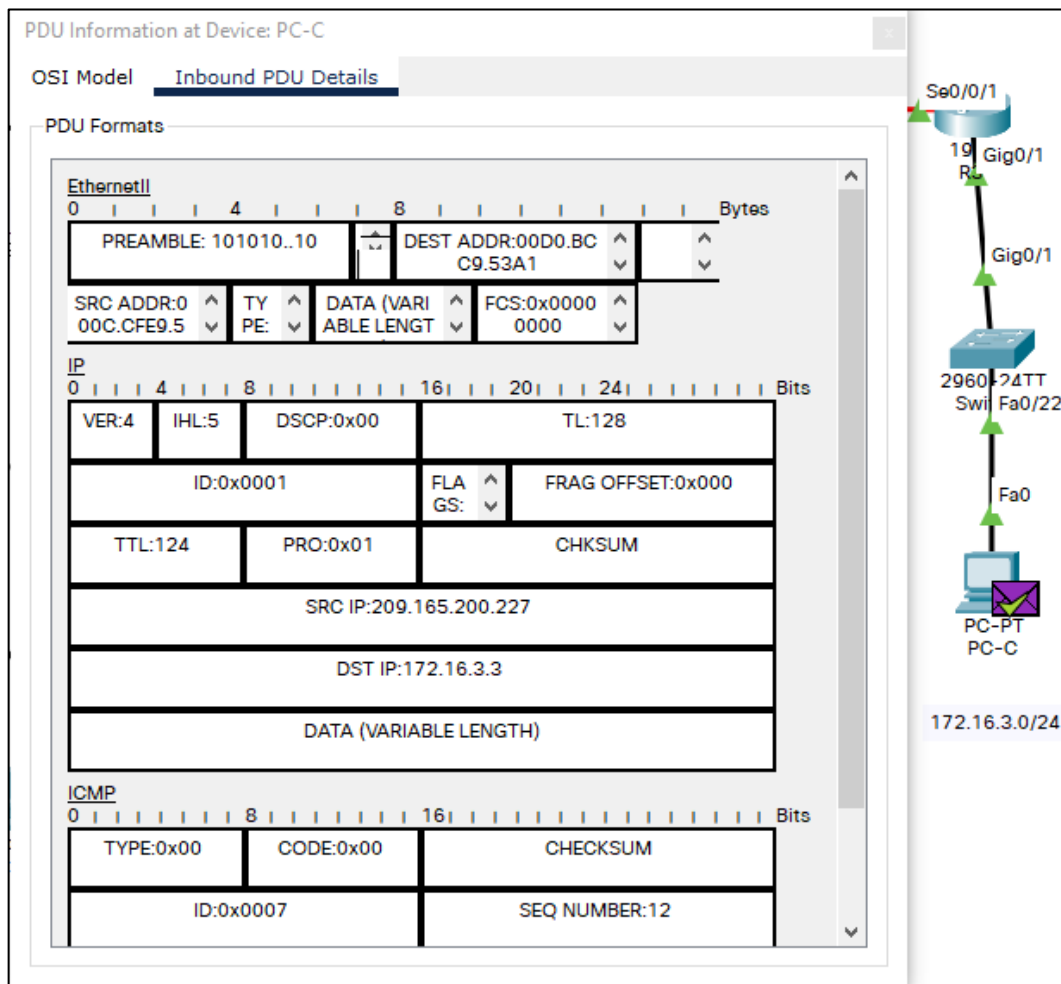 PDU Information at Device: PC-C
x
OSI Model Inbound PDU Details
PDU Formats
EthernetII
0 4 8 Bytes
PREAMBLE: 101010..10
DEST ADDR:00D0.BC
C9.53A1
SRC ADDR:0
00C.CFE9.5
TY
PE:
DATA (VARI
ABLE LENGT
FCS:0x0000
0000
IP
0 4 8 16 20 24 Bits
VER:4 IHL:5 DSCP:0x00 TL:128
ID:0x0001
FLA
GS:
FRAG OFFSET:0x000
TTL:124 PRO:0x01 CHKSUM
SRC IP:209.165.200.227
DST IP:172.16.3.3
DATA (VARIABLE LENGTH)
ICMP
0 8 16 Bits
TYPE:0x00 CODE:0x00 CHECKSUM
ID:0x0007 SEQ NUMBER:12
Se0/0/1
19
Gig0/1
Gig0/1
2960-24TT
Swi Fa0/22
Fa0
PC-PT
PC-C
172.16.3.0/24